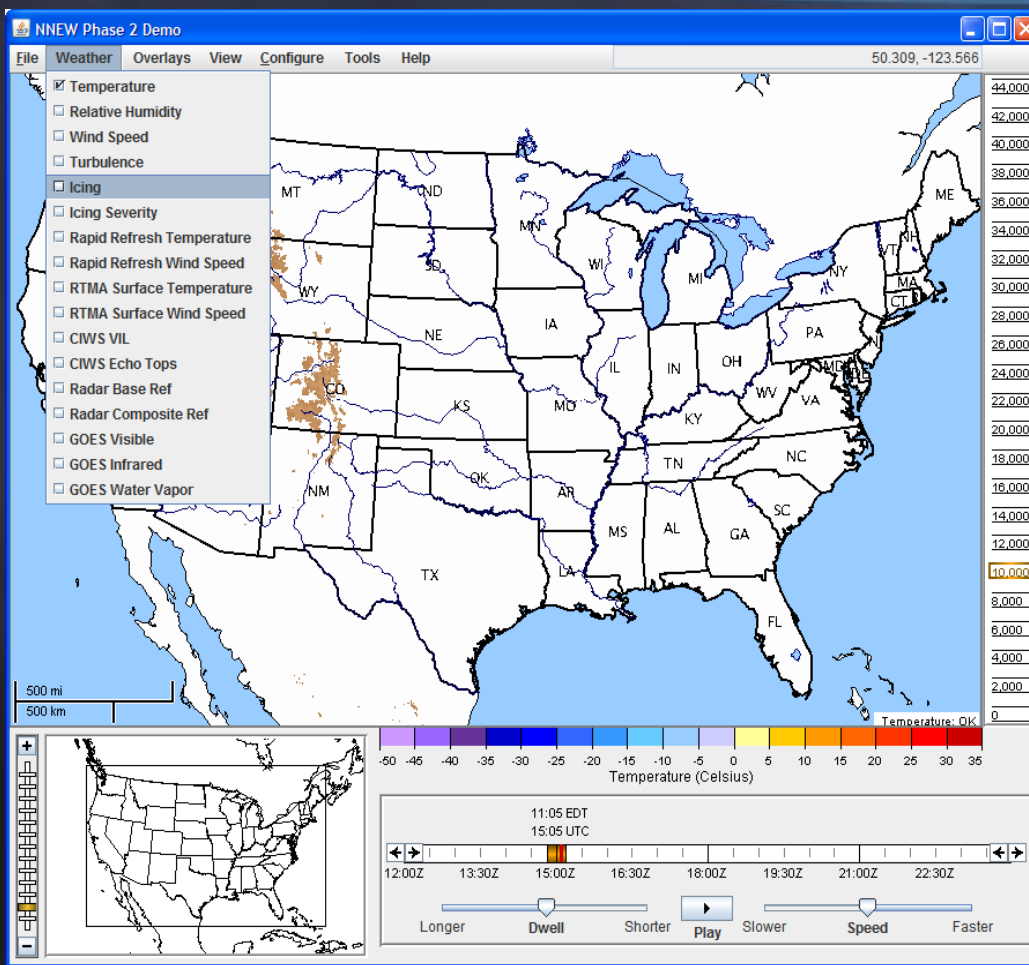 NNEW Phase 2 Demo
File Weather Overlays View Configure Tools Help 50.309, -123.566
Temperature
Relative Humidity
Wind Speed
Turbulence
Icing
Icing Severity
Rapid Refresh Temperature
Rapid Refresh Wind Speed
RTMA Surface Temperature
RTMA Surface Wind Speed
CIWS VIL
CIWS Echo Tops
Radar Base Ref
Radar Composite Ref
GOES Visible
GOES Infrared
GOES Water Vapor
MT ND MN ME
WY SD WI MI NY VT NH
MA
CT
NE IA PA
CO KS MO IL IN OH WV MD DE
VA
KY
NM OK AR TN NC
SC
TX LA MS AL GA
FL
44,000
42,000
40,000
38,000
36,000
34,000
32,000
30,000
28,000
26,000
24,000
22,000
20,000
18,000
16,000
14,000
12,000
10,000
8,000
6,000
4,000
2,000
0
500 mi
500 km
Temperature: OK
-50 -45 -40 -35 -30 -25 -20 -15 -10 -5 0 5 10 15 20 25 30 35
Temperature (Celsius)
11:05 EDT
15:05 UTC
12:00Z 13:30Z 15:00Z 16:30Z 18:00Z 19:30Z 21:00Z 22:30Z
Longer Dwell Shorter Play Slower Speed Faster